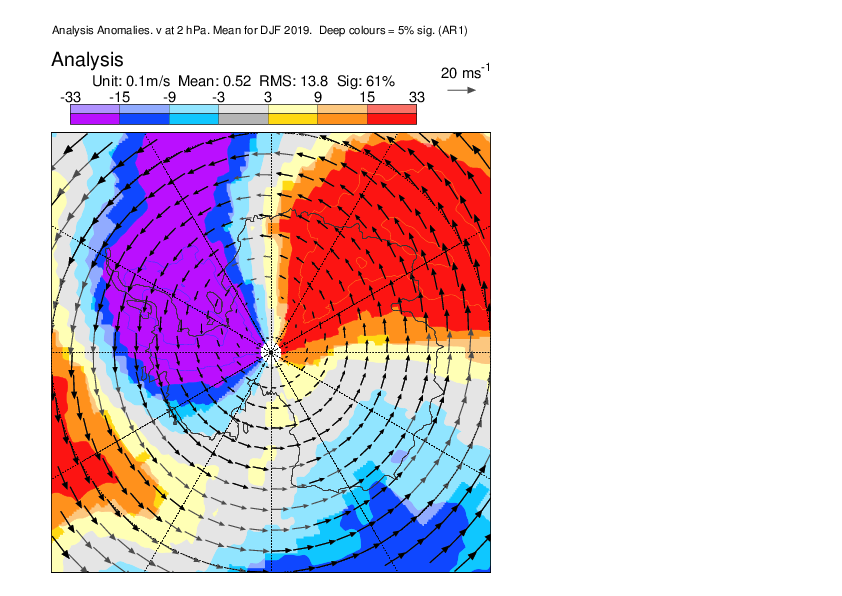 Analysis Anomalies. v at 2 hPa. Mean for DJF 2019. Deep colours = 5% sig. (AR1)
Analysis
20 ms-1
Unit: 0.1m/s Mean: 0.52 RMS: 13.8 Sig: 61%
-33 -15 -9 -3 3 9 15 33